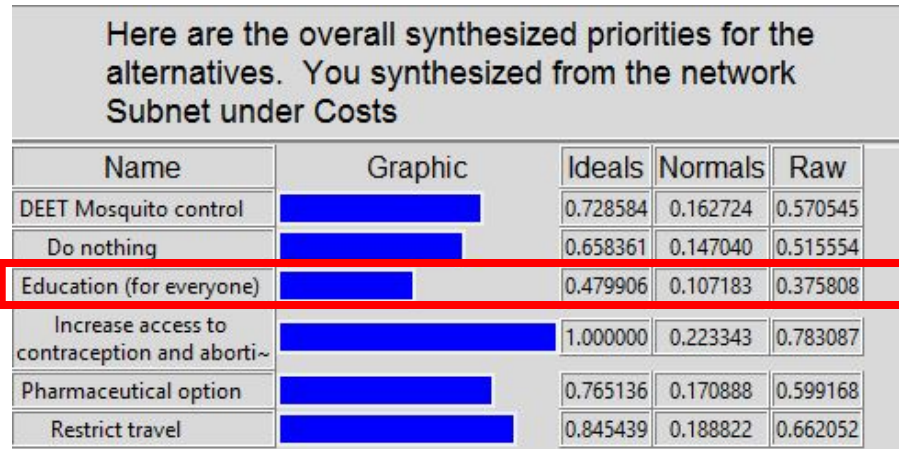 Here are the overall synthesized priorities for the
alternatives. You synthesized from the network
Subnet under Costs
Name Graphic Ideals Normals Raw
DEET Mosquito control 0.728584 0.162724 0.570545
Do nothing 0.658361 0.147040 0.515554
Education (for everyone) 0.479906 0.107183 0.375808
Increase access to
contraception and aborti~ 1.000000 0.223343 0.783087
Pharmaceutical option 0.765136 0.170888 0.599168
Restrict travel 0.845439 0.188822 0.662052